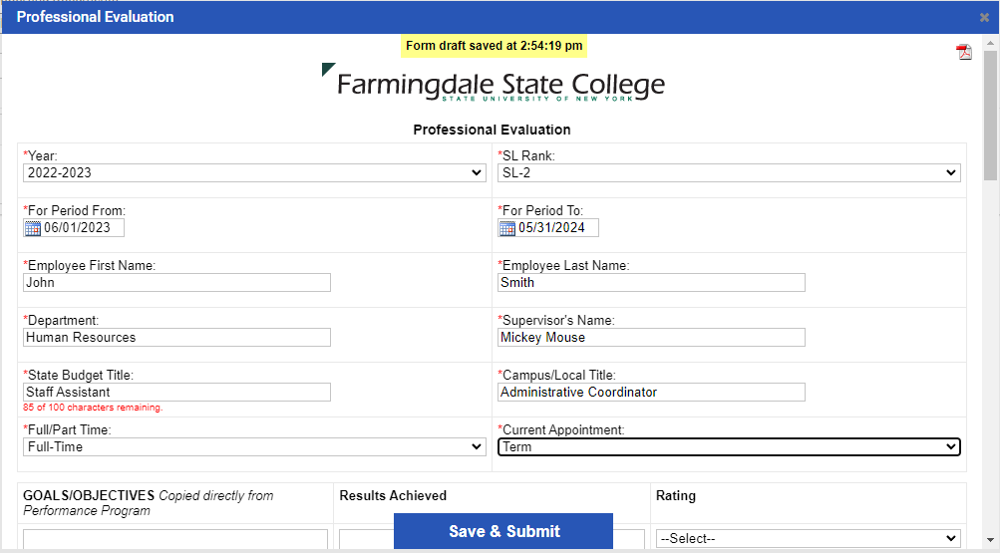 Professional Evaluation
Form draft saved at 2:54:19 pm
Farmingdale State College
STATE UNIVERSITY OF NEW YORK
Professional Evaluation
*Year:
2022-2023
*SL Rank:
SL-2
*For Period From:
06/01/2023
*For Period To:
05/31/2024
*Employee First Name:
John
*Employee Last Name:
Smith
*Department:
Human Resources
*Supervisor's Name:
Mickey Mouse
*State Budget Title:
Staff Assistant
85 of 100 characters remaining.
*Campus/Local Title:
Administrative Coordinator
*Full/Part Time:
Full-Time
*Current Appointment:
Term
GOALS/OBJECTIVES Copied directly from
Performance Program
Results Achieved
Rating
--Select--
Save & Submit